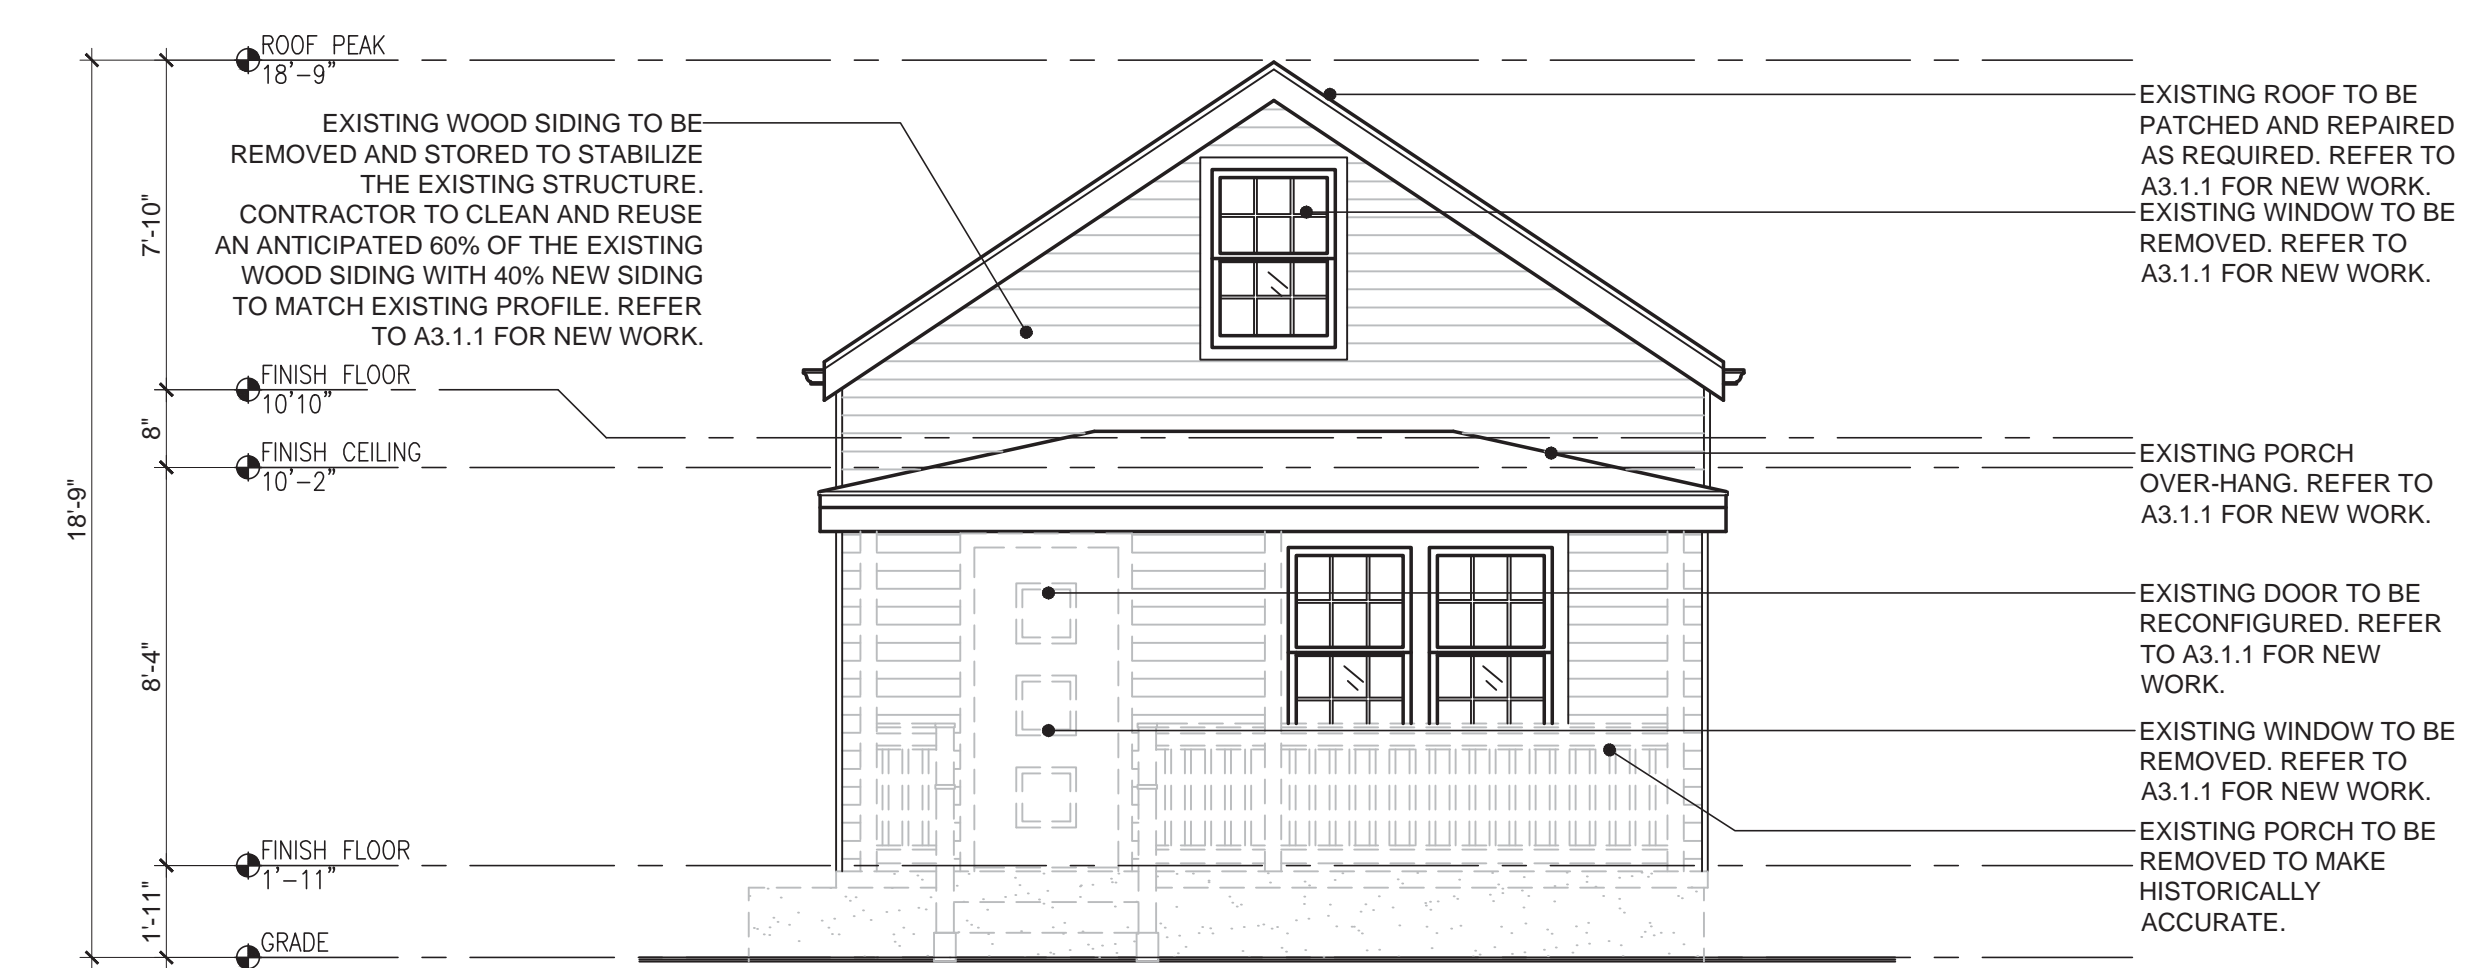 ROOF PEAK
18'-9"
EXISTING WOOD SIDING TO BE
REMOVED AND STORED TO STABILIZE
THE EXISTING STRUCTURE.
CONTRACTOR TO CLEAN AND REUSE
AN ANTICIPATED 60% OF THE EXISTING
WOOD SIDING WITH 40% NEW SIDING
TO MATCH EXISTING PROFILE. REFER
TO A3.1.1 FOR NEW WORK.
FINISH FLOOR
10'10"
FINISH CEILING
10'-2"
FINISH FLOOR
1'-11"
GRADE
18'-9"
7'-10"
8"
8'-4"
1'-11"
EXISTING ROOF TO BE
PATCHED AND REPAIRED
AS REQUIRED. REFER TO
A3.1.1 FOR NEW WORK.
EXISTING WINDOW TO BE
REMOVED. REFER TO
A3.1.1 FOR NEW WORK.
EXISTING PORCH
OVER-HANG. REFER TO
A3.1.1 FOR NEW WORK.
EXISTING DOOR TO BE
RECONFIGURED. REFER
TO A3.1.1 FOR NEW
WORK.
EXISTING WINDOW TO BE
REMOVED. REFER TO
A3.1.1 FOR NEW WORK.
EXISTING PORCH TO BE
REMOVED TO MAKE
HISTORICALLY
ACCURATE.